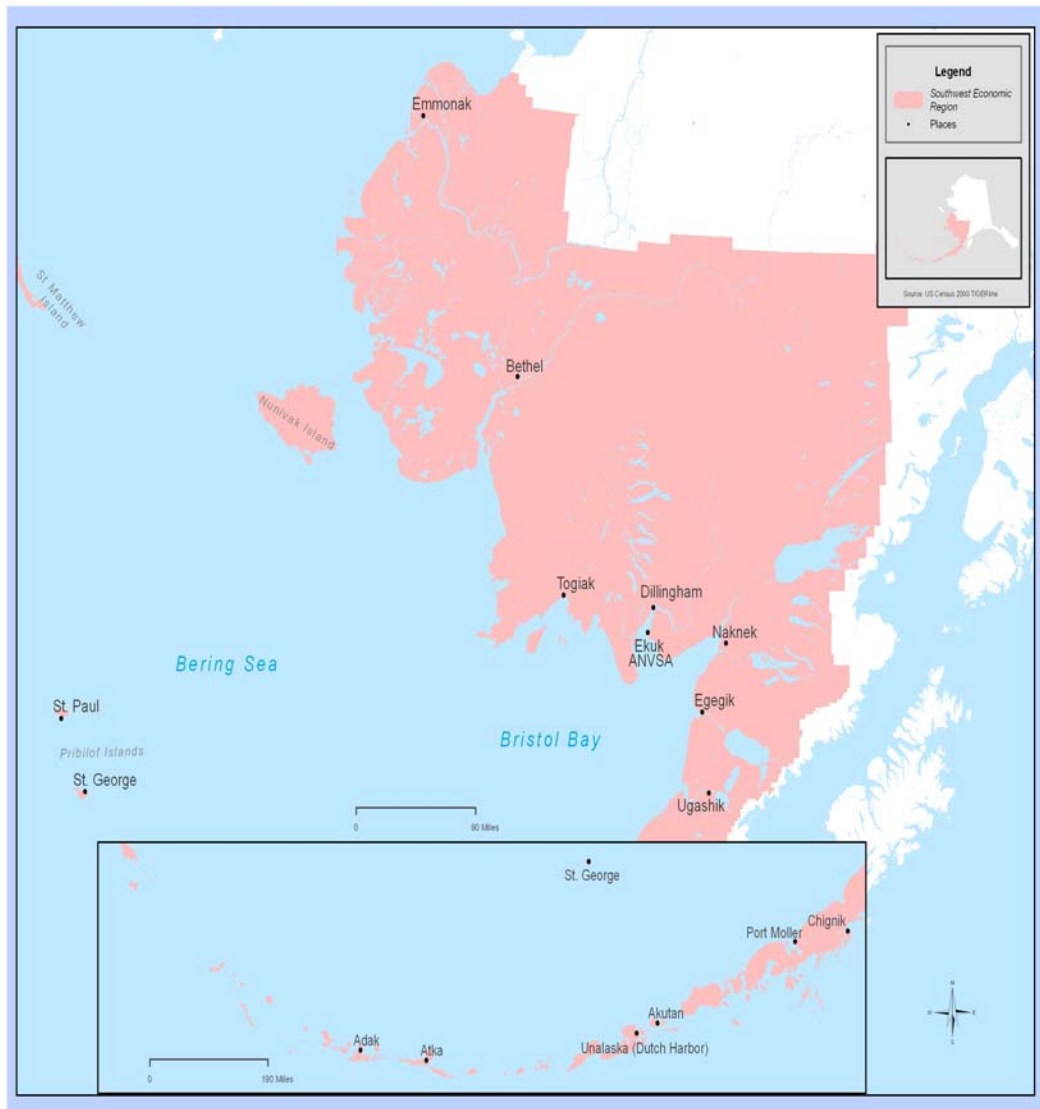 Legend
Southwest Economic
Region
Places
Source: US Census 2000 TIGERline
Emmonak
St Matthew
Island
Bethel
Nunivak Island
Togiak
Dillingham
Ekuk
ANVSA
Naknek
Bering Sea
St. Paul
Egegik
Bristol Bay
Pribilof Islands
St. George
Ugashik
0 90 Miles
St. George
Chignik
Port Moller
Akutan
Unalaska (Dutch Harbor)
Adak
Atka
0 190 Miles
N
W E
S